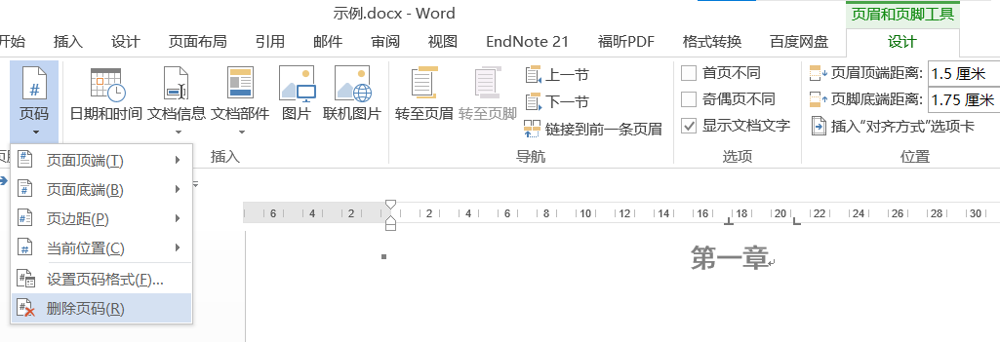 示例.docx - Word
页眉和页脚工具
开始 插入 设计 页面布局 引用 邮件 审阅 视图 EndNote 21 福昕PDF 格式转换 百度网盘 设计
页码 日期和时间 文档信息 文档部件 图片 联机图片 转至页眉 转至页脚
上一节
下一节
链接到前一条页眉
首页不同
奇偶页不同
显示文档文字
页眉顶端距离: 1.5 厘米
页脚底端距离: 1.75 厘米
插入"对齐方式"选项卡
插入 导航 选项 位置
页面顶端(T)
页面底端(B)
页边距(P)
当前位置(C)
设置页码格式(F)...
删除页码(R)
6 4 2 2 4 6 8 10 12 14 16 18 20 22 24 26 28 30
第一章